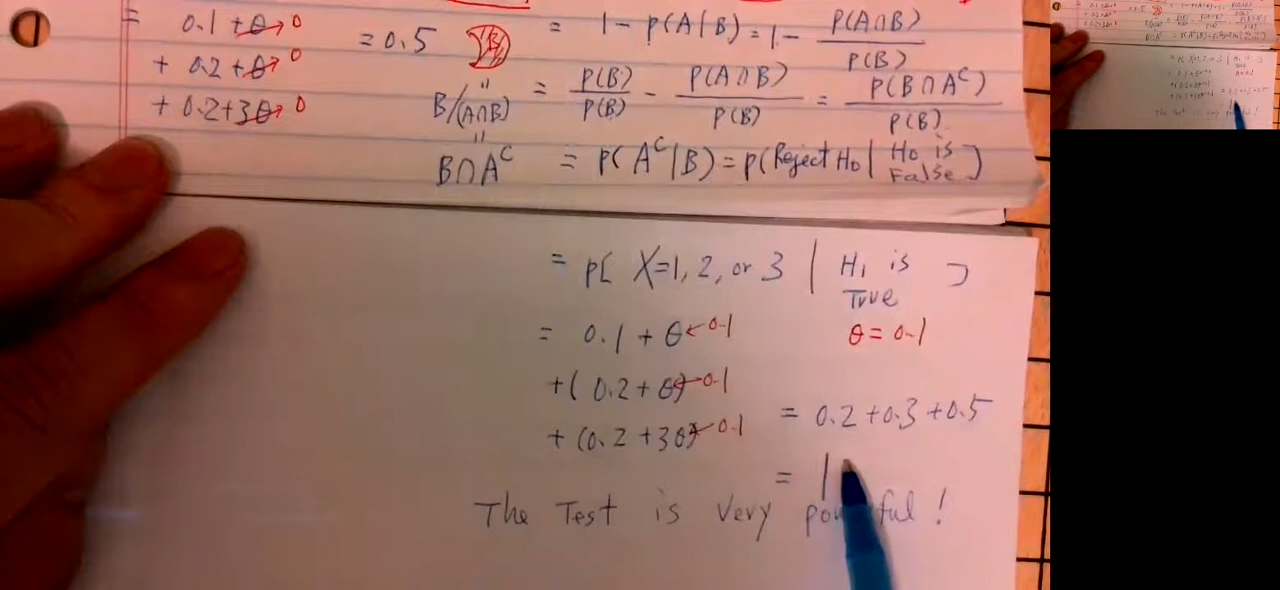 =
0.1 + θ → 0
+ 0.2 + θ → 0
+ 0.2 + 3θ → 0
= 0.5
= 1 - P(A|B) = 1 - P(A∩B) / P(B)
B/(A∩B) = P(B) / P(B) - P(A∩B) / P(B) = P(B∩A^C) / P(B)
B∩A^C = P(A^C|B) = P(Reject H0 | H0 is False)
= P[X=1, 2, or 3 | H1 is True]
= 0.1 + θ ← 0.1
θ = 0.1
+ (0.2 + θ) ← 0.1
+ (0.2 + 3θ) ← 0.1
= 0.2 + 0.3 + 0.5
= 1
The Test is very powerful!